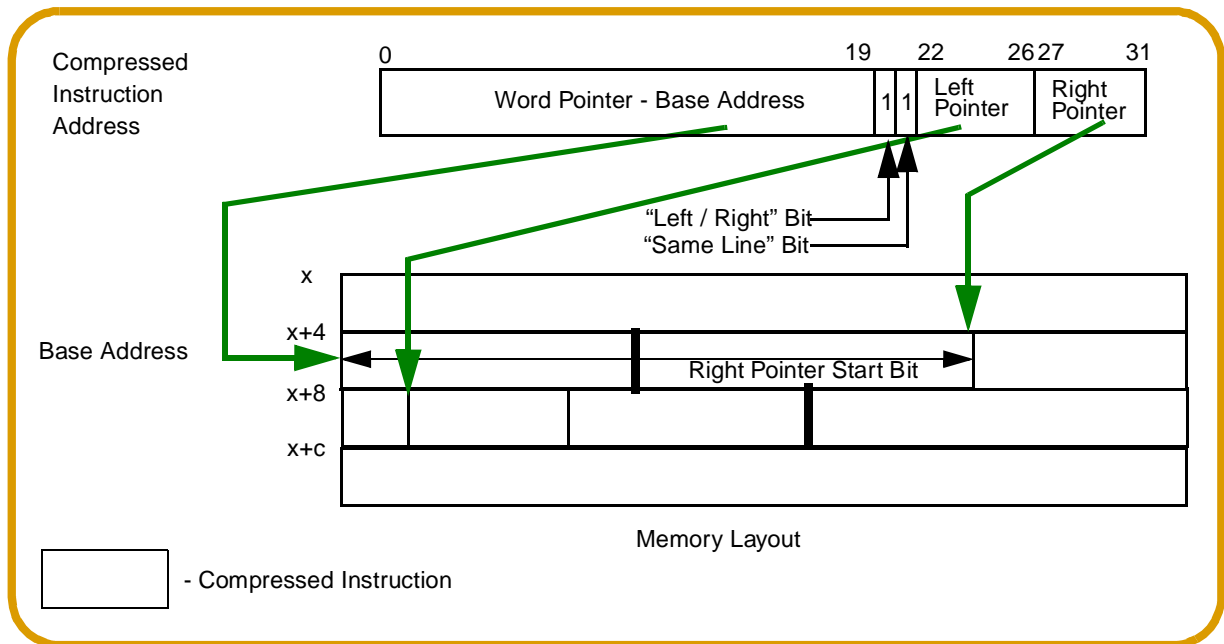 Compressed
Instruction
Address
0 19 22 26 27 31
Word Pointer - Base Address
1 1
Left
Pointer
Right
Pointer
“Left / Right” Bit
“Same Line” Bit
x
x+4
Base Address
Right Pointer Start Bit
x+8
x+c
Memory Layout
- Compressed Instruction